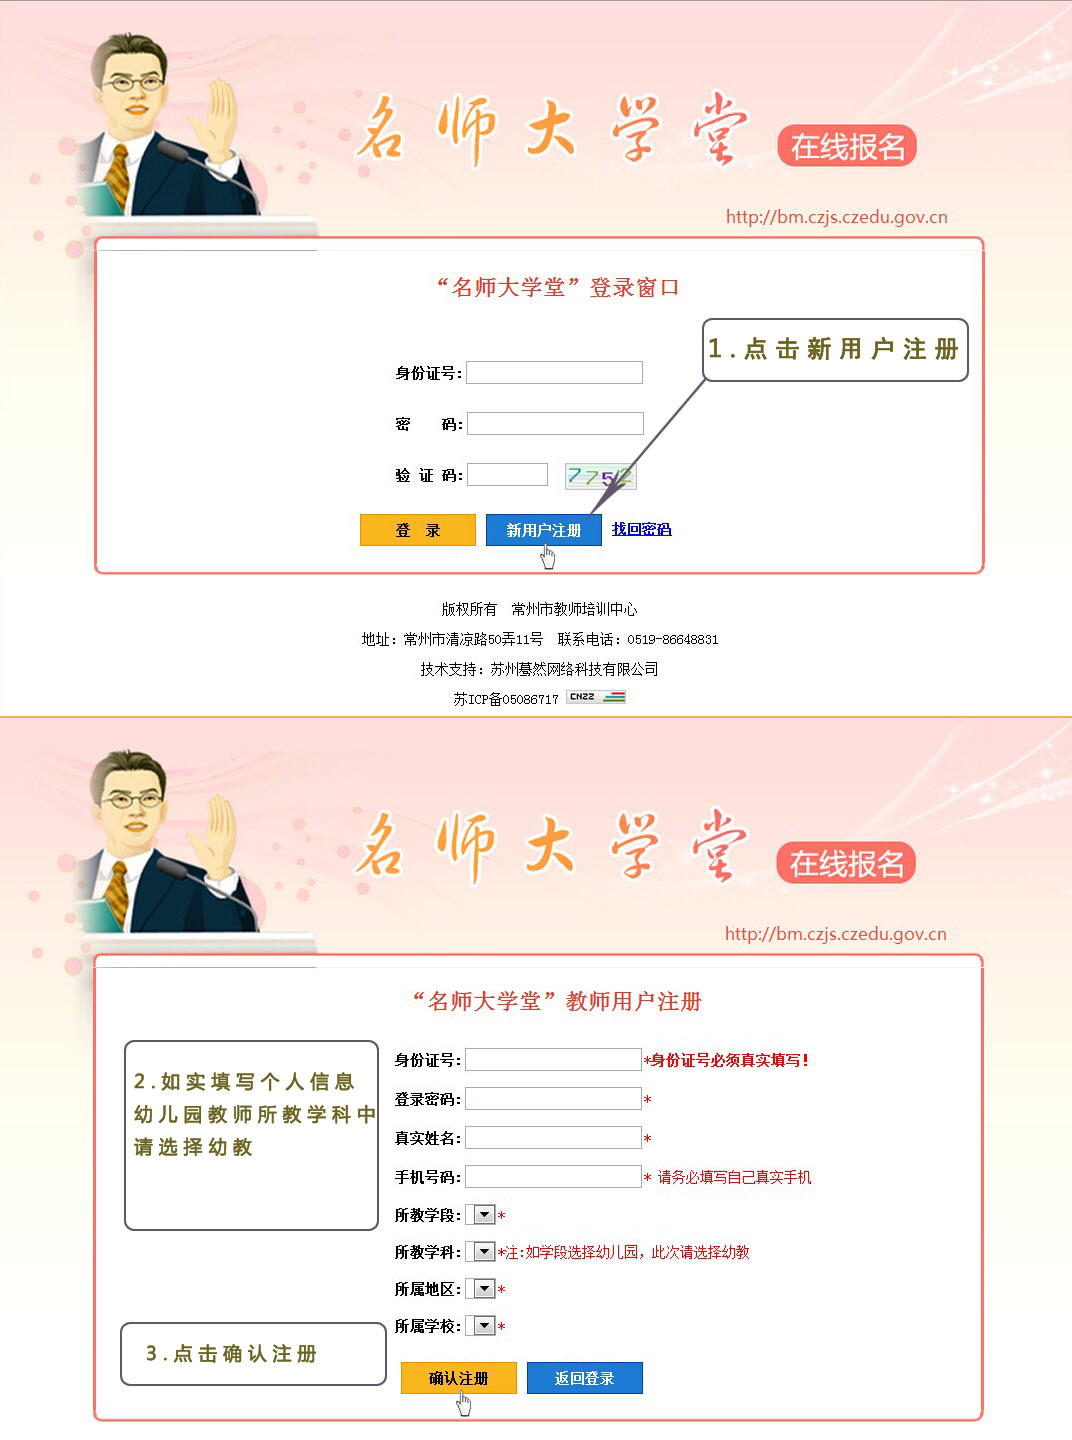 名师大学堂 在线报名
http://bm.czjs.czedu.gov.cn
“名师大学堂”登录窗口
1.点击新用户注册
身份证号:
密 码:
验 证 码: 7752
登 录 新用户注册 找回密码
版权所有 常州市教师培训中心
地址：常州市清凉路50弄11号 联系电话：0519-86648831
技术支持：苏州蓦然网络科技有限公司
苏ICP备05086717 CNZZ
名师大学堂 在线报名
http://bm.czjs.czedu.gov.cn
“名师大学堂”教师用户注册
2.如实填写个人信息
幼儿园教师所教学科中
请选择幼教
身份证号: *身份证号必须真实填写!
登录密码: *
真实姓名: *
手机号码: * 请务必填写自己真实手机
所教学段: *
所教学科: *注:如学段选择幼儿园，此次请选择幼教
所属地区: *
所属学校: *
3.点击确认注册
确认注册 返回登录